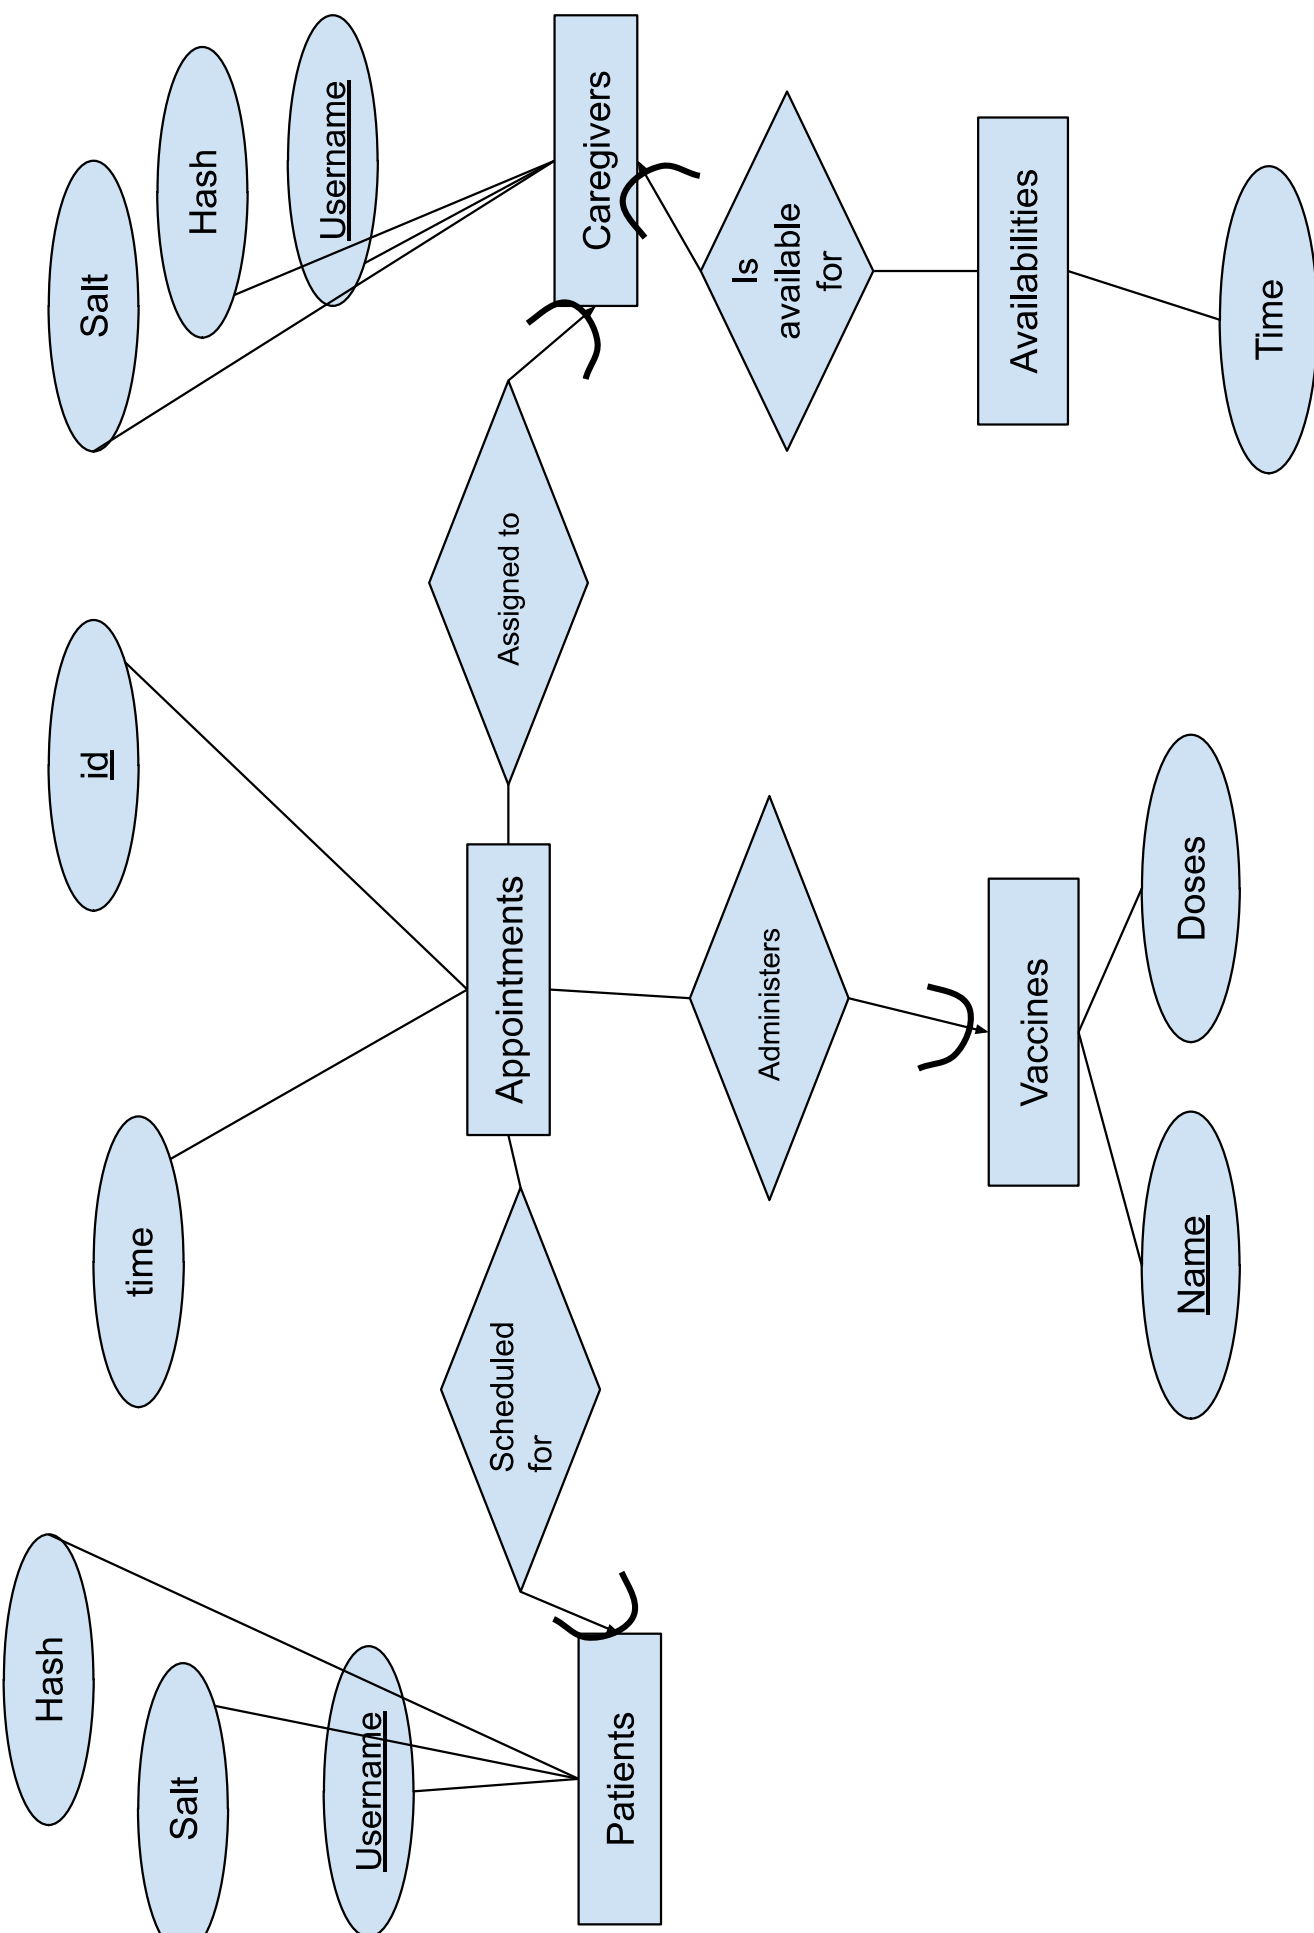 Hash
id
Salt
time
Salt
Hash
Username
Username
Scheduled
for
Appointments
Assigned to
Caregivers
Patients
Administers
Is
available
for
Vaccines
Availabilities
Name
Doses
Time